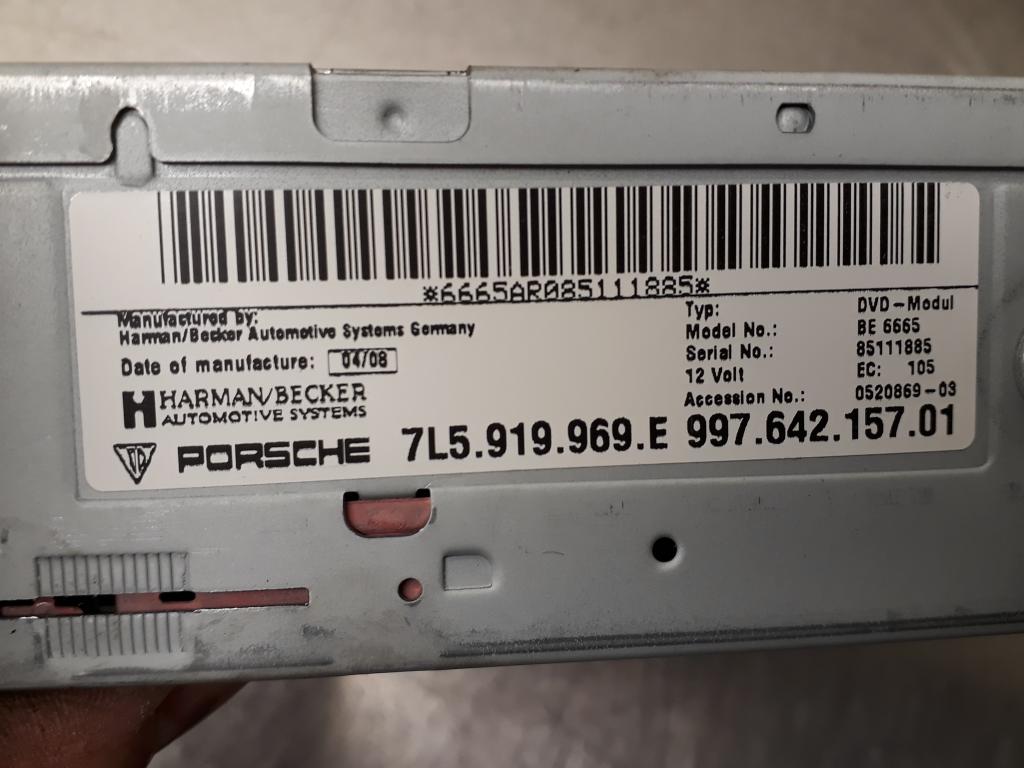 *6665AR085111885*
Manufactured by:
Harman/Becker Automotive Systems Germany
Date of manufacture: 04/08
HARMAN/BECKER
AUTOMOTIVE SYSTEMS
PORSCHE
Typ: DVD-Modul
Model No.: BE 6665
Serial No.: 85111885
12 Volt EC: 105
Accession No.: 0520869-03
7L5.919.969.E 997.642.157.01